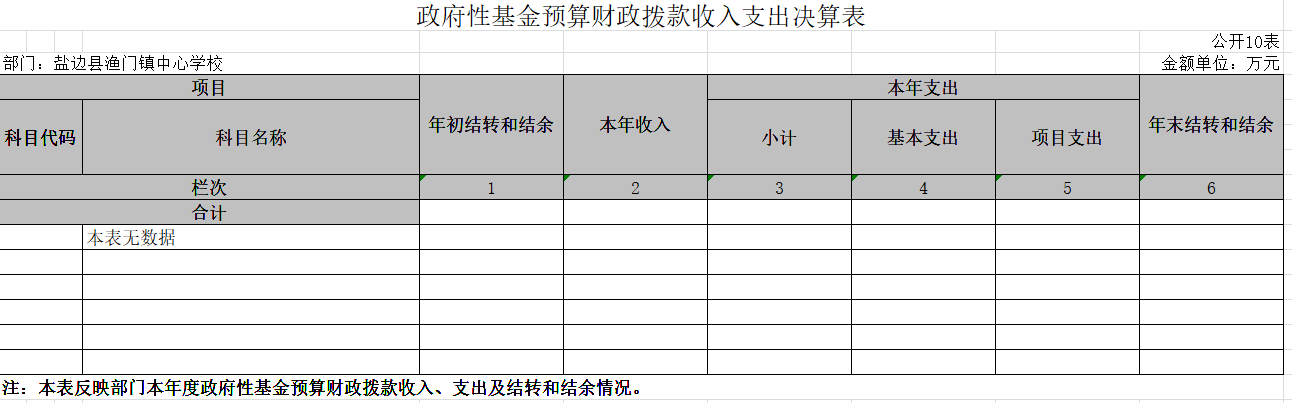 政府性基金预算财政拨款收入支出决算表
公开10表
部门：盐边县渔门镇中心学校 金额单位：万元
项目 年初结转和结余 本年收入 本年支出 年末结转和结余
科目代码 科目名称 小计 基本支出 项目支出
栏次 1 2 3 4 5 6
合计
本表无数据
注：本表反映部门本年度政府性基金预算财政拨款收入、支出及结转和结余情况。